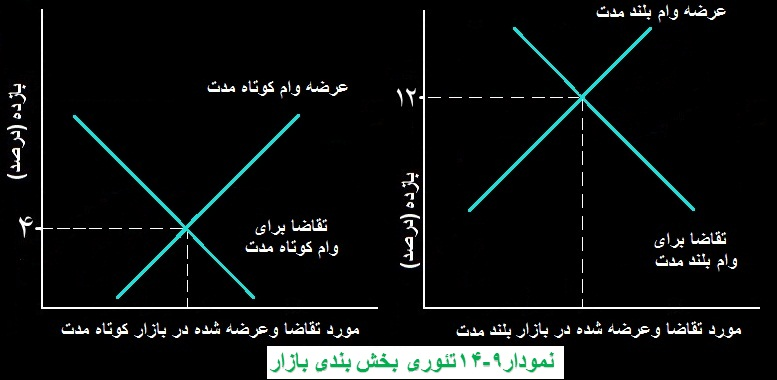 عرضه وام بلند مدت
بازده (درصد)
۱۲
تقاضا برای
وام بلند مدت
مورد تقاضا وعرضه شده در بازار بلند مدت
عرضه وام کوتاه مدت
بازده (درصد)
۴
تقاضا برای
وام کوتاه مدت
مورد تقاضا وعرضه شده در بازار کوتاه مدت
نمودار۹-۱۴تئوری بخش بندی بازار